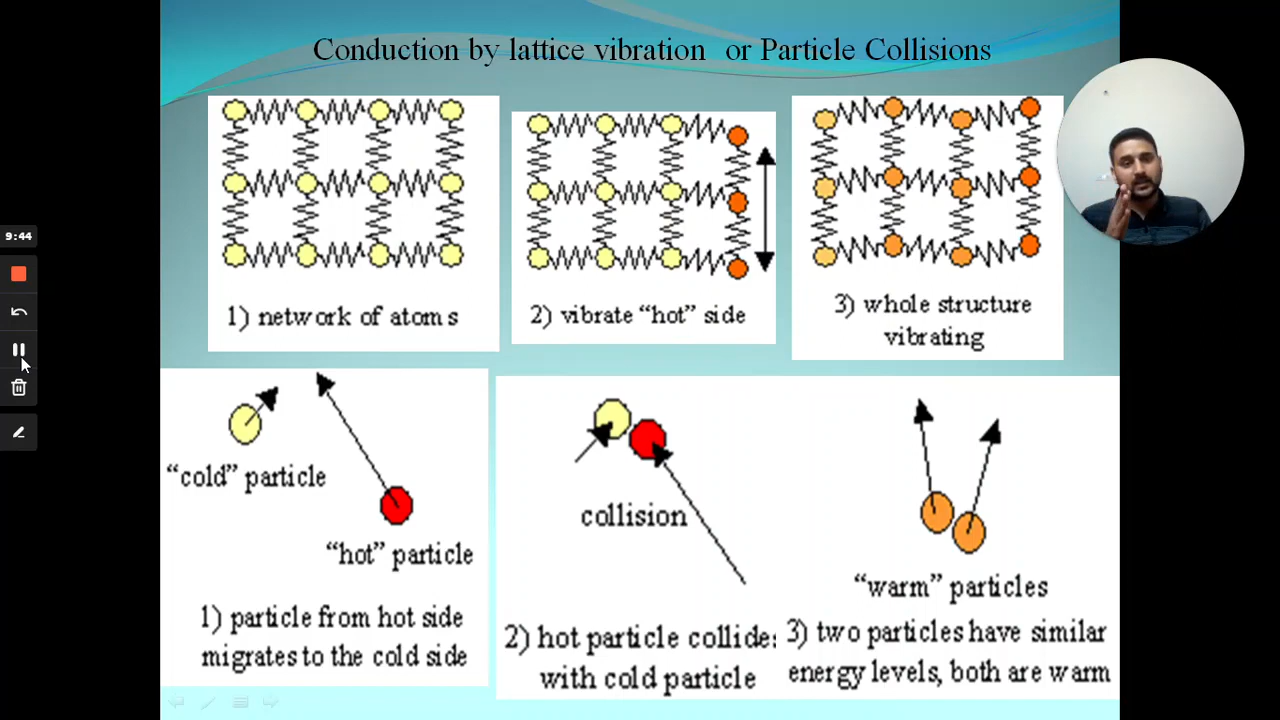 Conduction by lattice vibration or Particle Collisions
1) network of atoms
2) vibrate “hot” side
3) whole structure
vibrating
9:44
“cold” particle
“hot” particle
1) particle from hot side
migrates to the cold side
collision
2) hot particle collides
with cold particle
“warm” particles
3) two particles have similar
energy levels, both are warm